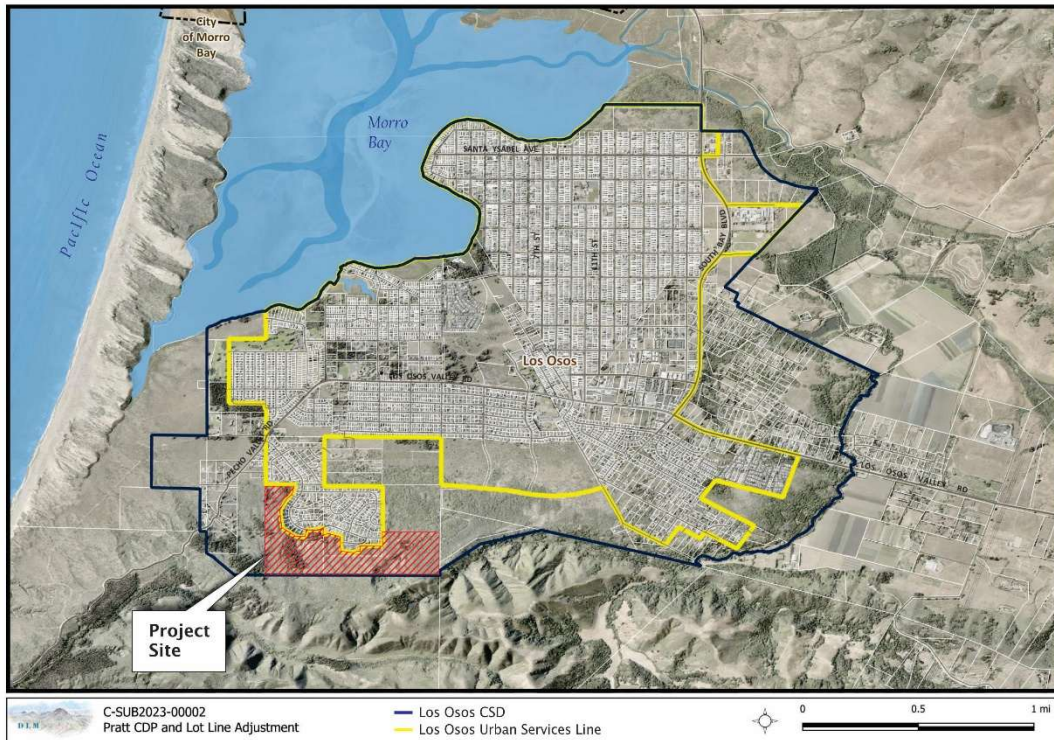 City
of Morro
Bay
Pacific Ocean
Morro
Bay
SANTA YSABEL AVE
7TH ST
11TH ST
SOUTH BAY BLVD
Los Osos
LOS OSOS VALLEY RD
PECHO VALLEY RD
LOS OSOS VALLEY RD
Project
Site
DLM
C-SUB2023-00002
Pratt CDP and Lot Line Adjustment
Los Osos CSD
Los Osos Urban Services Line
0 0.5 1 mi